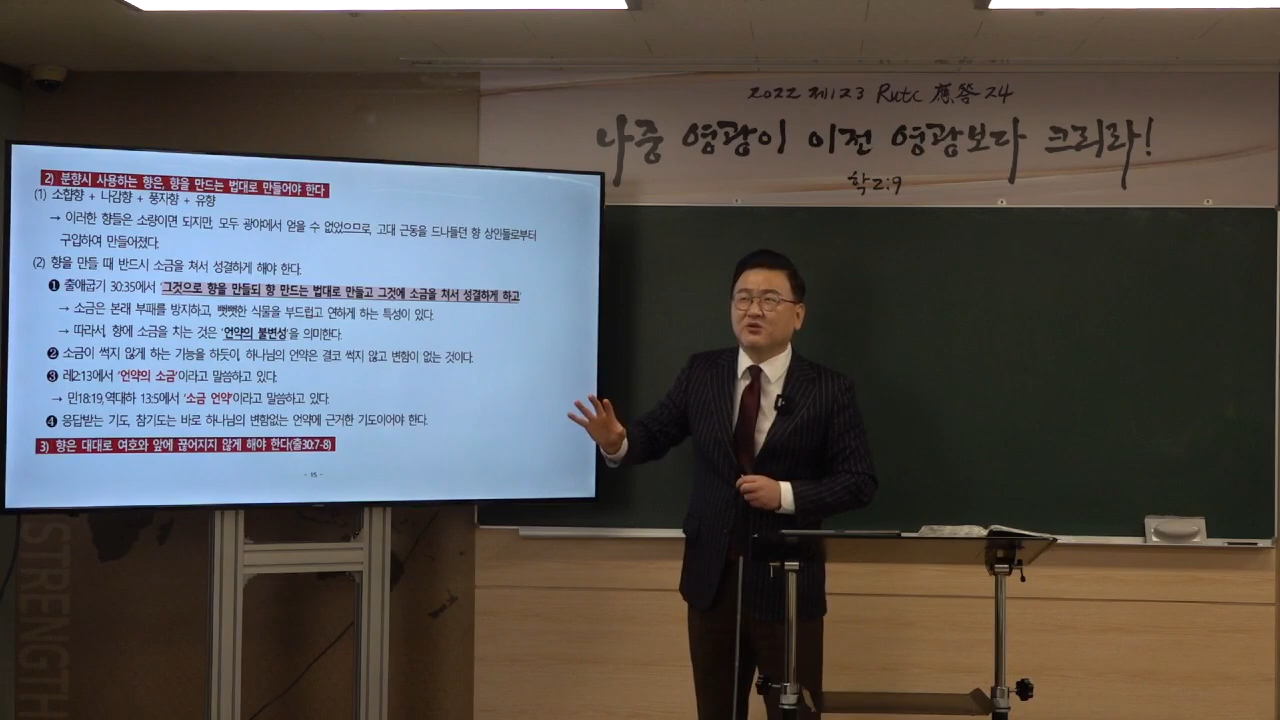 2022 제123 Rutc 應答 24
나중 영광이 이전 영광보다 크리라!
학2:9
2) 분향시 사용하는 향은, 향을 만드는 법대로 만들어야 한다
(1) 소합향 + 나감향 + 풍자향 + 유향
→ 이러한 향들은 소량이면 되지만, 모두 광야에서 얻을 수 없었으므로, 고대 근동을 드나들던 향 상인들로부터
구입하여 만들어졌다.
(2) 향을 만들 때 반드시 소금을 쳐서 성결하게 해야 한다.
❶ 출애굽기 30:35에서 '그것으로 향을 만들되 향 만드는 법대로 만들고 그것에 소금을 쳐서 성결하게 하고'
→ 소금은 본래 부패를 방지하고, 뻣뻣한 식물을 부드럽고 연하게 하는 특성이 있다.
→ 따라서, 향에 소금을 치는 것은 '언약의 불변성'을 의미한다.
❷ 소금이 썩지 않게 하는 기능을 하듯이, 하나님의 언약은 결코 썩지 않고 변함이 없는 것이다.
❸ 레2:13에서 '언약의 소금'이라고 말씀하고 있다.
→ 민18:19,역대하 13:5에서 '소금 언약'이라고 말씀하고 있다.
❹ 응답받는 기도, 참기도는 바로 하나님의 변함없는 언약에 근거한 기도이어야 한다.
3) 향은 대대로 여호와 앞에 끊어지지 않게 해야 한다(출30:7-8)
- 15 -
STRENGTH